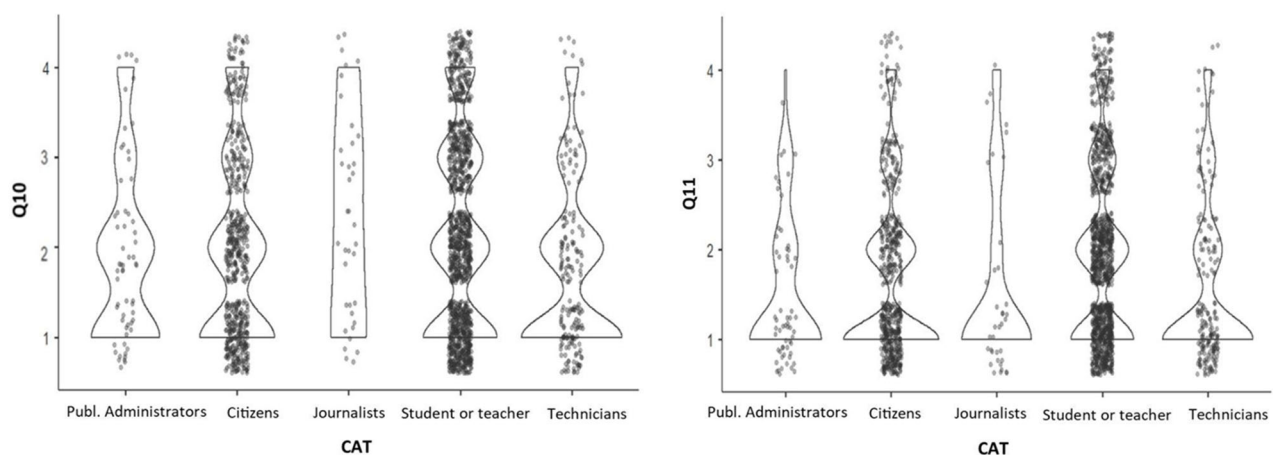 Q10
4
3
2
1
Publ. Administrators Citizens Journalists Student or teacher Technicians
CAT
Q11
4
3
2
1
Publ. Administrators Citizens Journalists Student or teacher Technicians
CAT